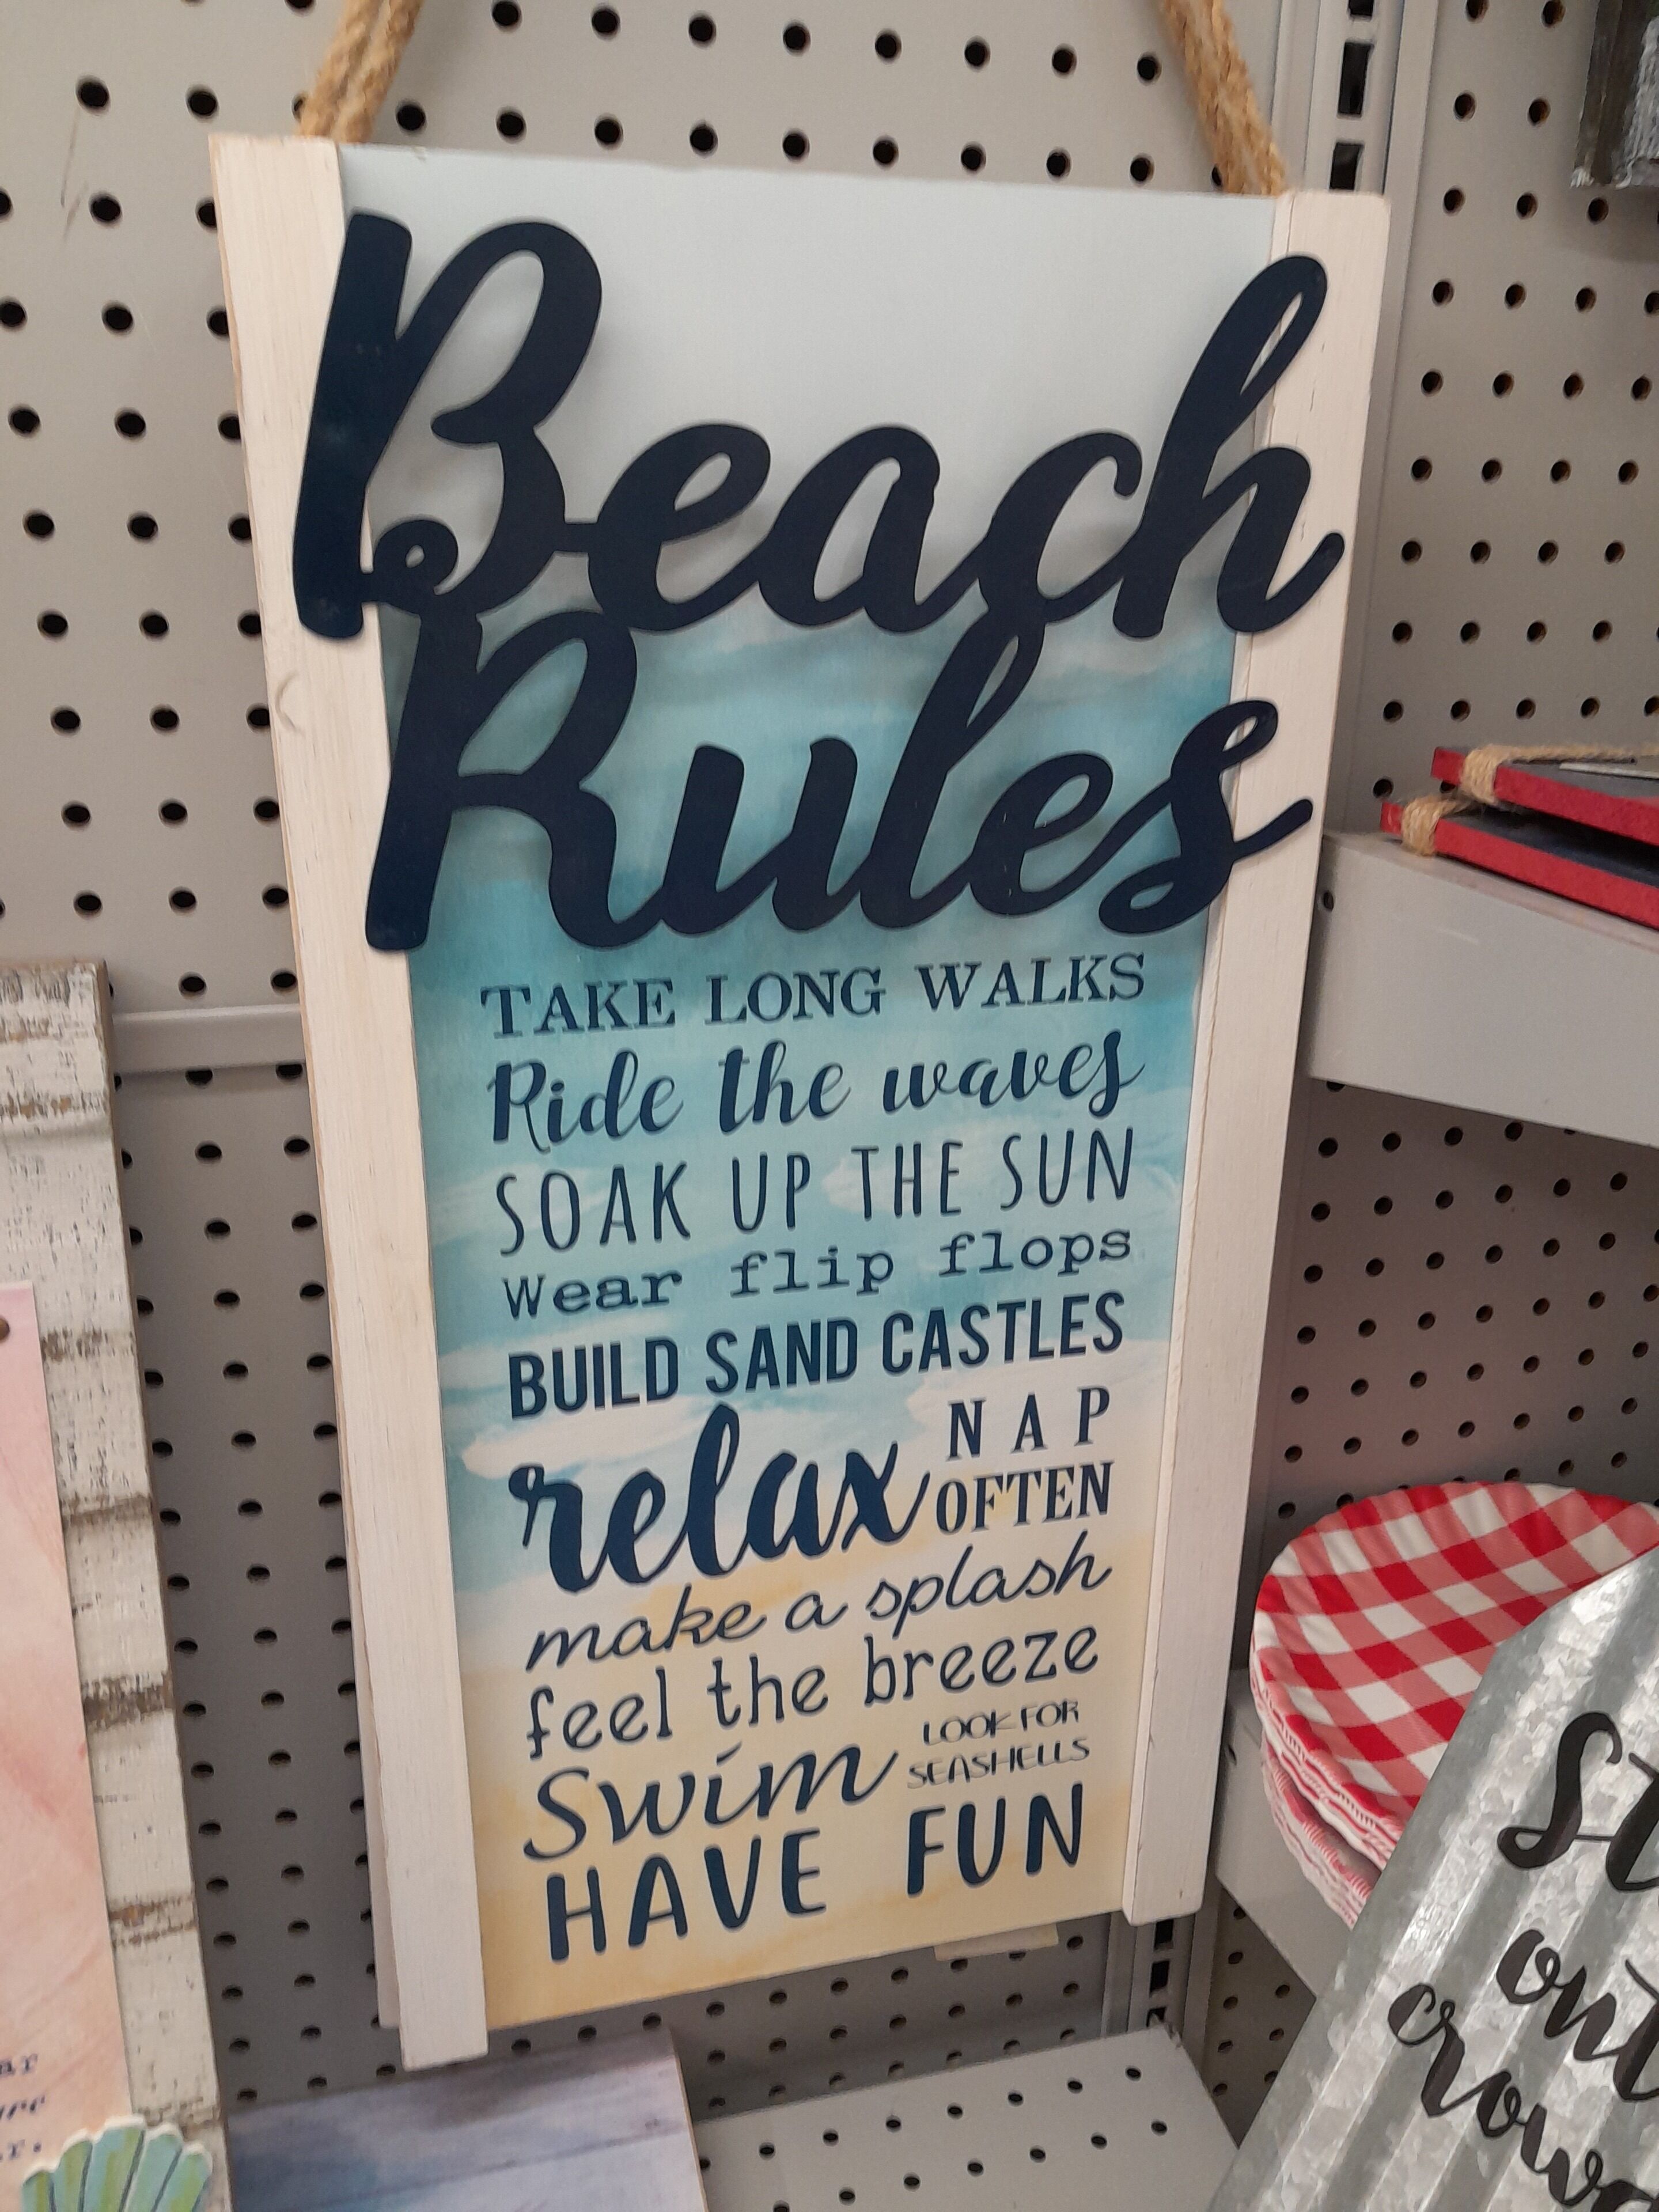 Beach
Rules
TAKE LONG WALKS
Ride the waves
SOAK UP THE SUN
Wear flip flops
BUILD SAND CASTLES
relax NAP
OFTEN
make a splash
feel the breeze
Swim LOOK FOR
SEASHELLS
HAVE FUN